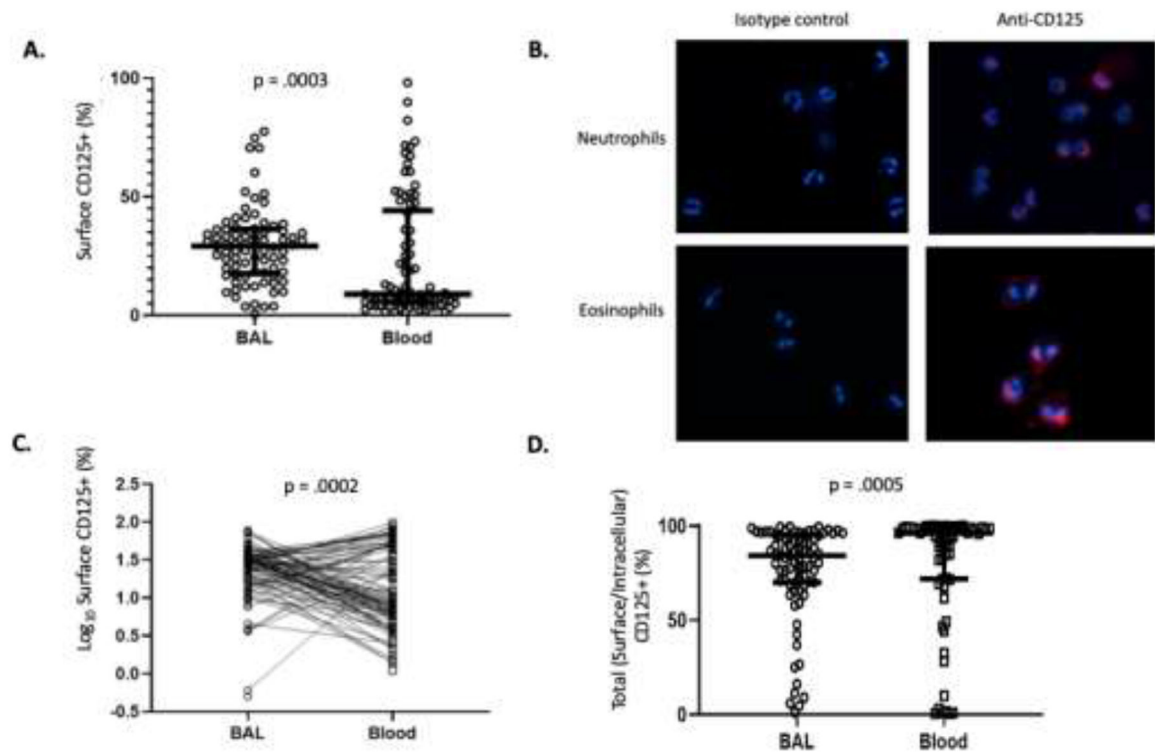 Isotype control
Anti-CD125
A.
B.
p = .0003
Surface CD125+ (%)
100
50
0
BAL
Blood
Neutrophils
Eosinophils
C.
D.
p = .0002
Log₁₀ Surface CD125+ (%)
2.5
2.0
1.5
1.0
0.5
0.0
-0.5
BAL
Blood
p = .0005
Total (Surface/Intracellular)
CD125+ (%)
100
50
0
BAL
Blood